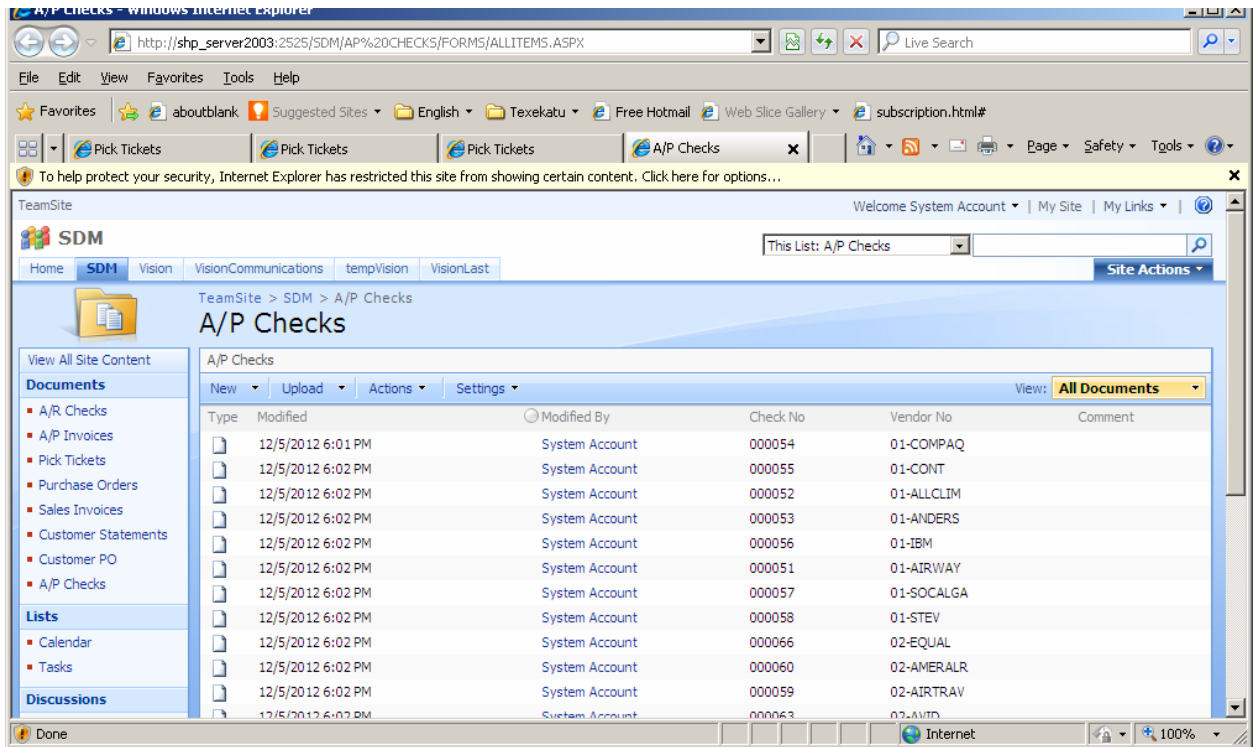 A/P Checks - Windows Internet Explorer
http://shp_server2003:2525/SDM/AP%20CHECKS/FORMS/ALLITEMS.ASPX Live Search
File Edit View Favorites Tools Help
Favorites aboutblank Suggested Sites English Texekatu Free Hotmail Web Slice Gallery subscription.html#
Pick Tickets Pick Tickets Pick Tickets A/P Checks Page Safety Tools
To help protect your security, Internet Explorer has restricted this site from showing certain content. Click here for options...
TeamSite Welcome System Account | My Site | My Links |
SDM This List: A/P Checks
Home SDM Vision VisionCommunications tempVision VisionLast Site Actions
TeamSite > SDM > A/P Checks
A/P Checks
View All Site Content A/P Checks
Documents New Upload Actions Settings View: All Documents
A/R Checks Type Modified Modified By Check No Vendor No Comment
A/P Invoices 12/5/2012 6:01 PM System Account 000054 01-COMPAQ
Pick Tickets 12/5/2012 6:02 PM System Account 000055 01-CONT
Purchase Orders 12/5/2012 6:02 PM System Account 000052 01-ALLCLIM
Sales Invoices 12/5/2012 6:02 PM System Account 000053 01-ANDERS
Customer Statements 12/5/2012 6:02 PM System Account 000056 01-IBM
Customer PO 12/5/2012 6:02 PM System Account 000051 01-AIRWAY
A/P Checks 12/5/2012 6:02 PM System Account 000057 01-SOCALGA
Lists 12/5/2012 6:02 PM System Account 000058 01-STEV
Calendar 12/5/2012 6:02 PM System Account 000066 02-EQUAL
Tasks 12/5/2012 6:02 PM System Account 000060 02-AMERALR
Discussions 12/5/2012 6:02 PM System Account 000059 02-AIRTRAV
12/5/2012 6:02 PM System Account 000063 02-AVID
Done Internet 100%